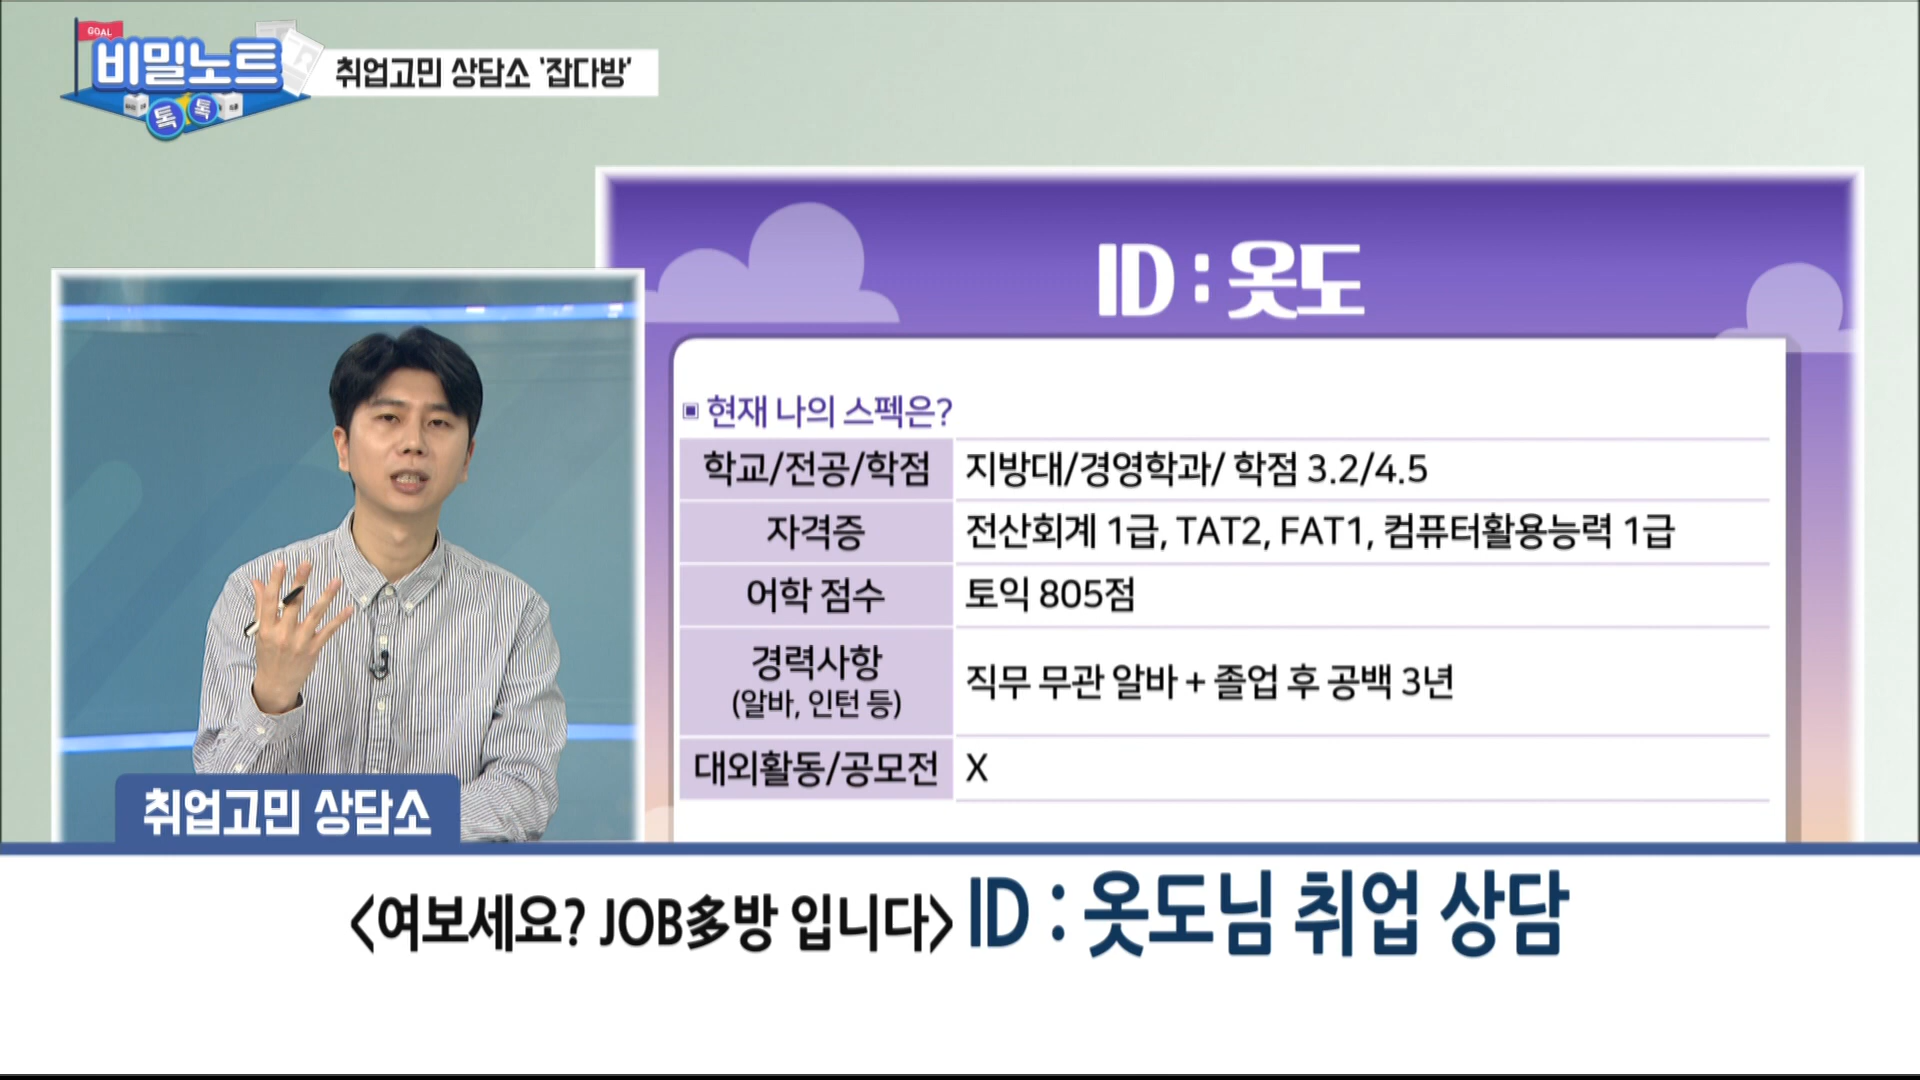 GOAL
비밀노트
톡톡
취업고민 상담소 '잡다방'
ID : 옷도
▣ 현재 나의 스펙은?
학교/전공/학점 지방대/경영학과/ 학점 3.2/4.5
자격증 전산회계 1급, TAT2, FAT1, 컴퓨터활용능력 1급
어학 점수 토익 805점
경력사항
(알바, 인턴 등) 직무 무관 알바 + 졸업 후 공백 3년
대외활동/공모전 X
취업고민 상담소
<여보세요? JOB多방 입니다> ID : 옷도님 취업 상담